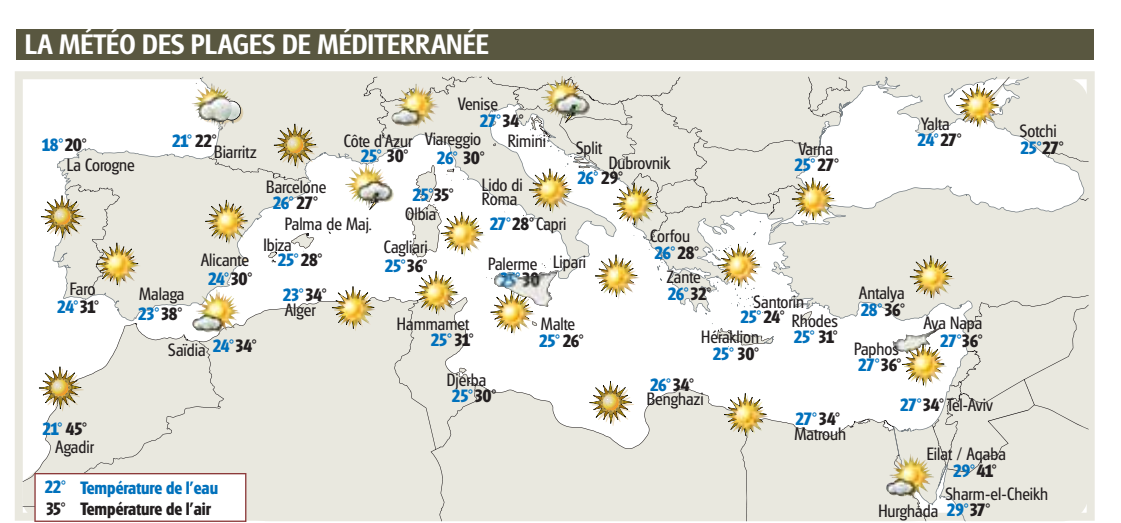 LA MÉTÉO DES PLAGES DE MÉDITERRANÉE
18° 20°
La Corogne
21° 22°
Biarritz
Côte d'Azur
25° 30°
Viareggio
26° 30°
Venise
27° 34°
Rimini
Split
26° 29°
Dubrovnik
Varna
25° 27°
Yalta
24° 27°
Sotchi
25° 27°
Barcelone
26° 27°
Palma de Maj.
Ibiza
25° 28°
25° 35°
Olbia
Cagliari
25° 36°
Lido di
Roma
27° 28° Capri
Alicante
24° 30°
Faro
24° 31°
Malaga
23° 38°
23° 34°
Alger
Saïdia 24° 34°
Palerme
25° 30°
Lipari
Corfou
26° 28°
Zante
26° 32°
Santorin
25° 24°
Rhodes
25° 31°
Antalya
28° 36°
Aya Napa
27° 36°
Paphos
27° 36°
Hammamet
25° 31°
Malte
25° 26°
Héraklion
25° 30°
Djerba
25° 30°
26° 34°
Benghazi
27° 34°
Matrouh
27° 34° Tel-Aviv
21° 45°
Agadir
Eilat / Aqaba
29° 41°
Sharm-el-Cheikh
Hurghada 29° 37°
22° Température de l'eau
35° Température de l'air